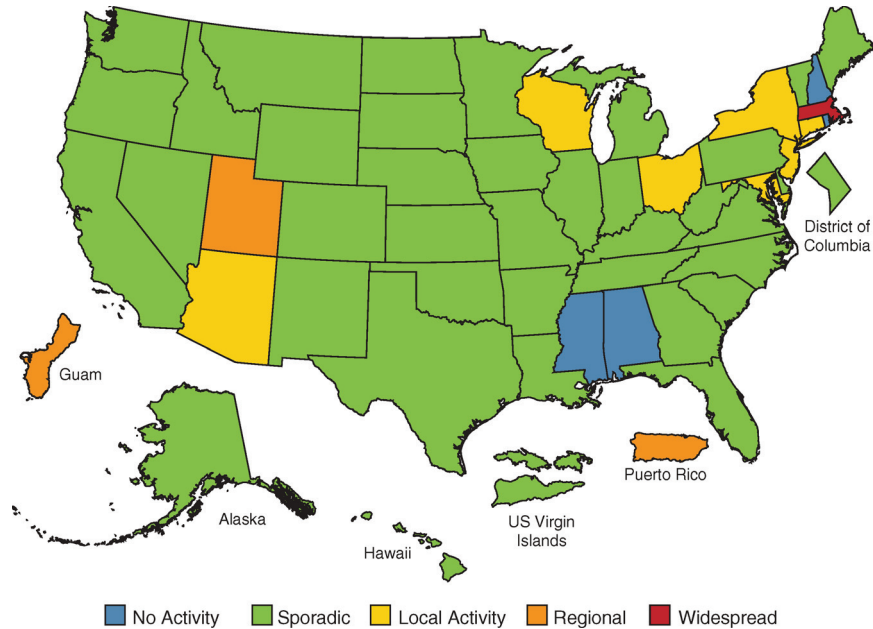 District of
Columbia
Guam
Puerto Rico
Alaska
US Virgin
Islands
Hawaii
No Activity
Sporadic
Local Activity
Regional
Widespread